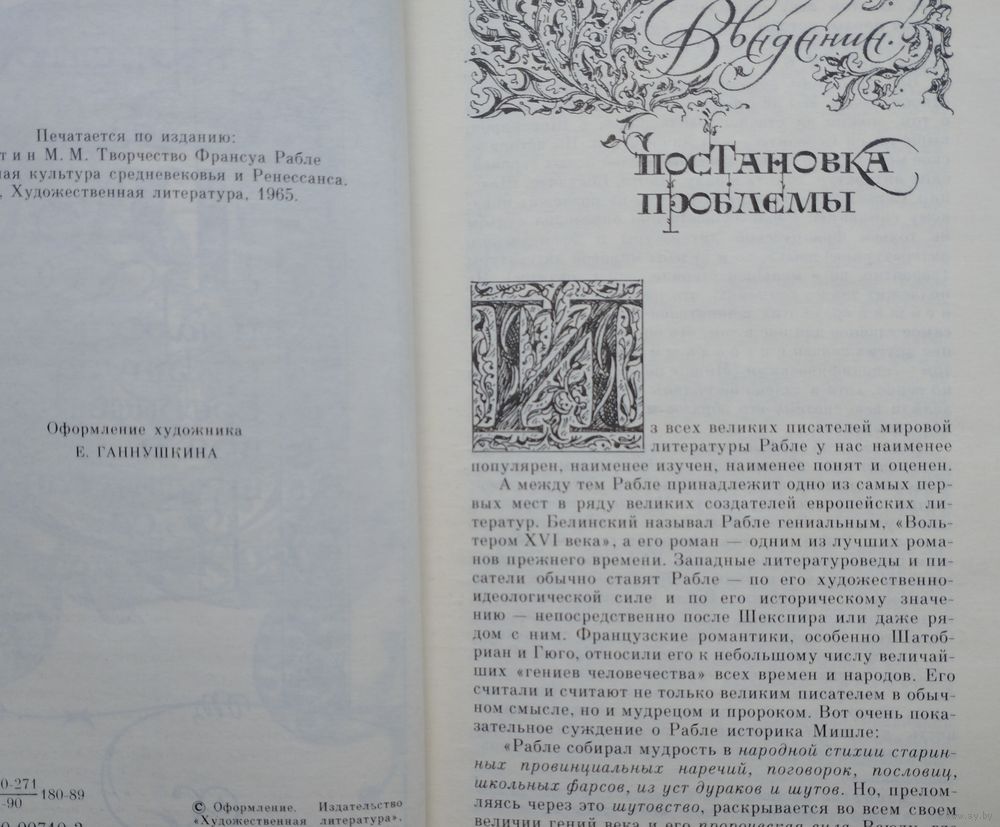 Печатается по изданию:
тин М. М. Творчество Франсуа Рабле
ная культура средневековья и Ренессанса.
, Художественная литература, 1965.
Оформление художника
Е. ГАННУШКИНА
0-271
-90
180-89
© Оформление. Издательство
«Художественная литература».
Введение.
ПОСТАНОВКА
ПРОБЛЕМЫ
Из всех великих писателей мировой
литературы Рабле у нас наименее
популярен, наименее изучен, наименее понят и оценен.
А между тем Рабле принадлежит одно из самых пер-
вых мест в ряду великих создателей европейских ли-
тератур. Белинский называл Рабле гениальным, «Воль-
тером XVI века», а его роман — одним из лучших рома-
нов прежнего времени. Западные литературоведы и пи-
сатели обычно ставят Рабле — по его художественно-
идеологической силе и по его историческому значе-
нию — непосредственно после Шекспира или даже ря-
дом с ним. Французские романтики, особенно Шатоб-
риан и Гюго, относили его к небольшому числу величай-
ших «гениев человечества» всех времен и народов. Его
считали и считают не только великим писателем в обыч-
ном смысле, но и мудрецом и пророком. Вот очень пока-
зательное суждение о Рабле историка Мишле:
«Рабле собирал мудрость в народной стихии старин-
ных провинциальных наречий, поговорок, пословиц,
школьных фарсов, из уст дураков и шутов. Но, прелом-
ляясь через это шутовство, раскрывается во всем своем
величии гений века и его пророческая сила.